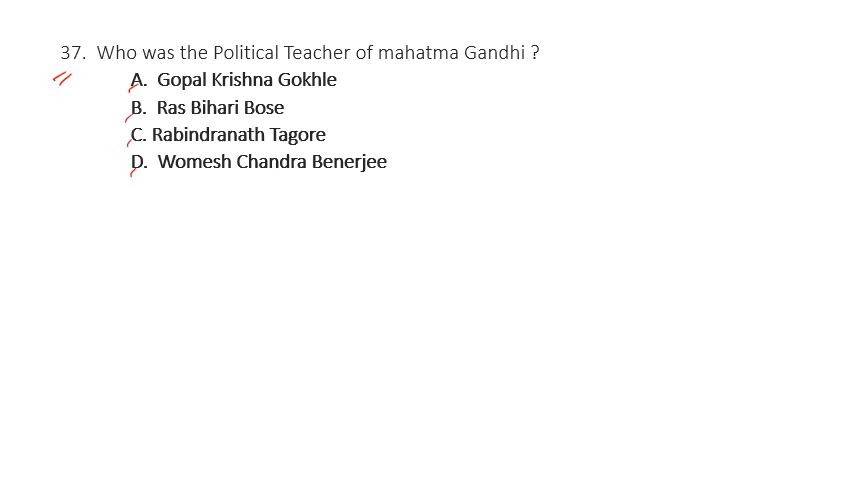 37. Who was the Political Teacher of mahatma Gandhi ?
A. Gopal Krishna Gokhle
B. Ras Bihari Bose
C. Rabindranath Tagore
D. Womesh Chandra Benerjee